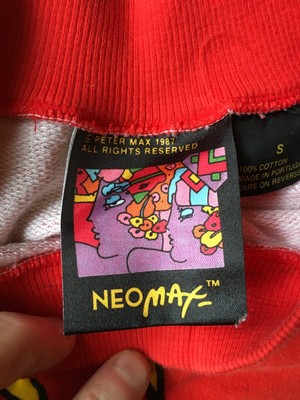 © PETER MAX 1987
ALL RIGHTS RESERVED
NEOMAX™
S
100% COTTON
MADE IN PORTUGAL
CARE ON REVERSE